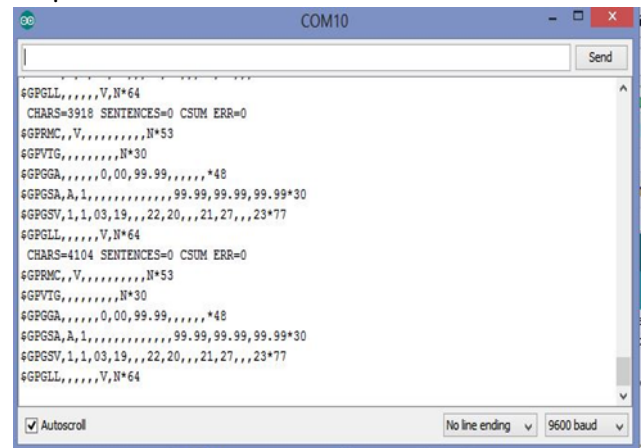 COM10
Send
$GPGLL,,,,,,V,N*64
CHARS=3918 SENTENCES=0 CSUM ERR=0
$GPRMC,,V,,,,,,,,,,N*53
$GPVTG,,,,,,,,,N*30
$GPGGA,,,,,,0,00,99.99,,,,,,*48
$GPGSA,A,1,,,,,,,,,,,,,99.99,99.99,99.99*30
$GPGSV,1,1,03,19,,,22,20,,,21,27,,,23*77
$GPGLL,,,,,,V,N*64
CHARS=4104 SENTENCES=0 CSUM ERR=0
$GPRMC,,V,,,,,,,,,,N*53
$GPVTG,,,,,,,,,N*30
$GPGGA,,,,,,0,00,99.99,,,,,,*48
$GPGSA,A,1,,,,,,,,,,,,,99.99,99.99,99.99*30
$GPGSV,1,1,03,19,,,22,20,,,21,27,,,23*77
$GPGLL,,,,,,V,N*64
Autoscroll
No line ending
9600 baud